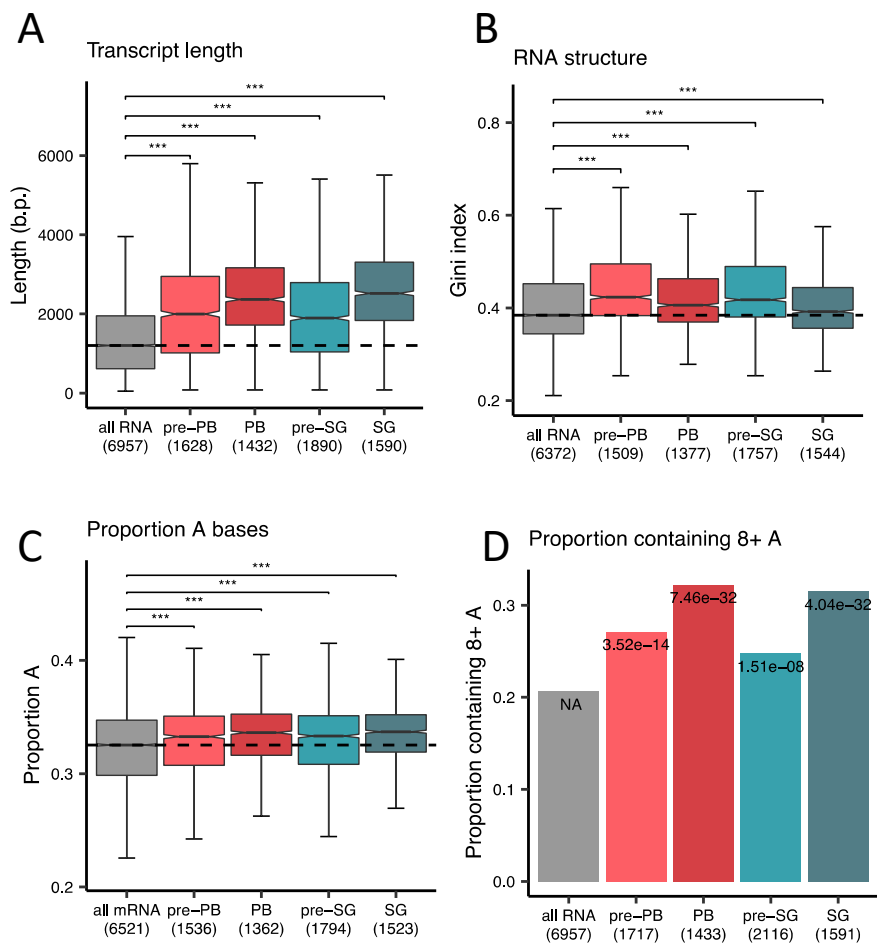 A
Transcript length
***
***
***
***
Length (b.p.)
6000
4000
2000
0
all RNA
(6957)
pre−PB
(1628)
PB
(1432)
pre−SG
(1890)
SG
(1590)
B
RNA structure
***
***
***
***
Gini index
0.8
0.6
0.4
0.2
all RNA
(6372)
pre−PB
(1509)
PB
(1377)
pre−SG
(1757)
SG
(1544)
C
Proportion A bases
***
***
***
***
Proportion A
0.4
0.3
0.2
all mRNA
(6521)
pre−PB
(1536)
PB
(1362)
pre−SG
(1794)
SG
(1523)
D
Proportion containing 8+ A
Proportion containing 8+ A
0.3
0.2
0.1
0.0
NA
3.52e−14
7.46e−32
1.51e−08
4.04e−32
all RNA
(6957)
pre−PB
(1717)
PB
(1433)
pre−SG
(2116)
SG
(1591)